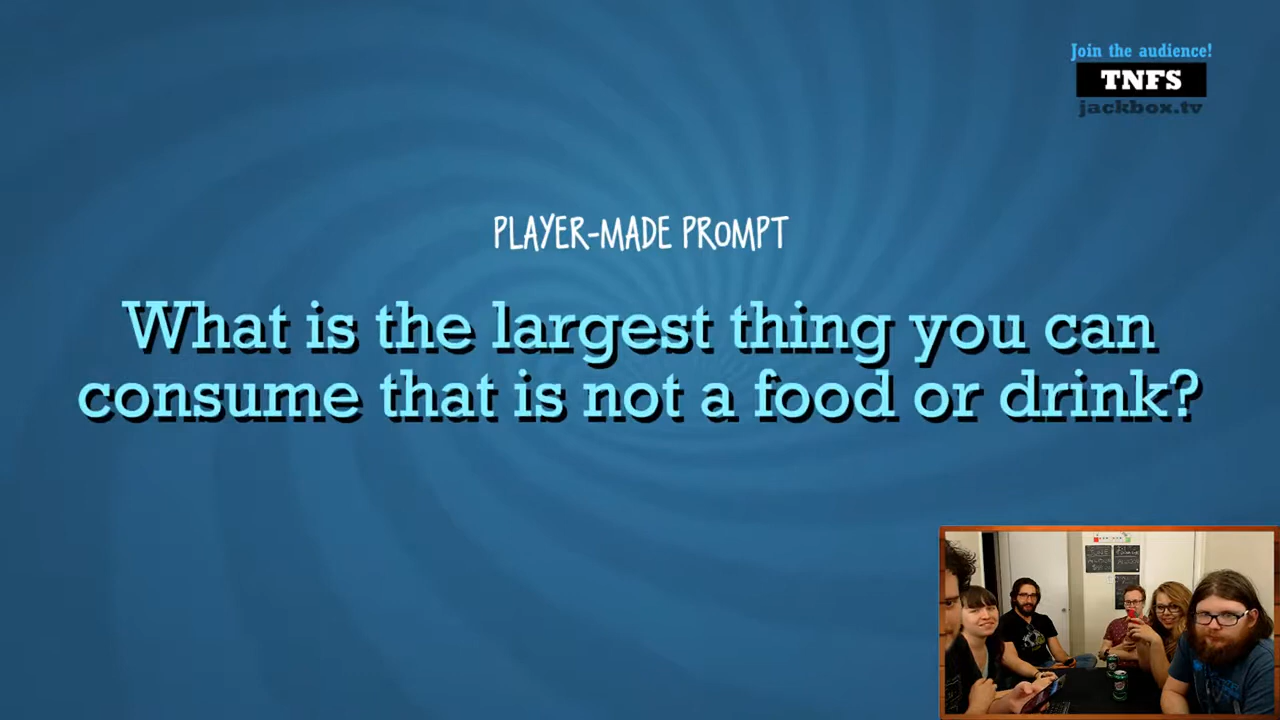 Join the audience!
TNFS
jackbox.tv
PLAYER-MADE PROMPT
What is the largest thing you can
consume that is not a food or drink?